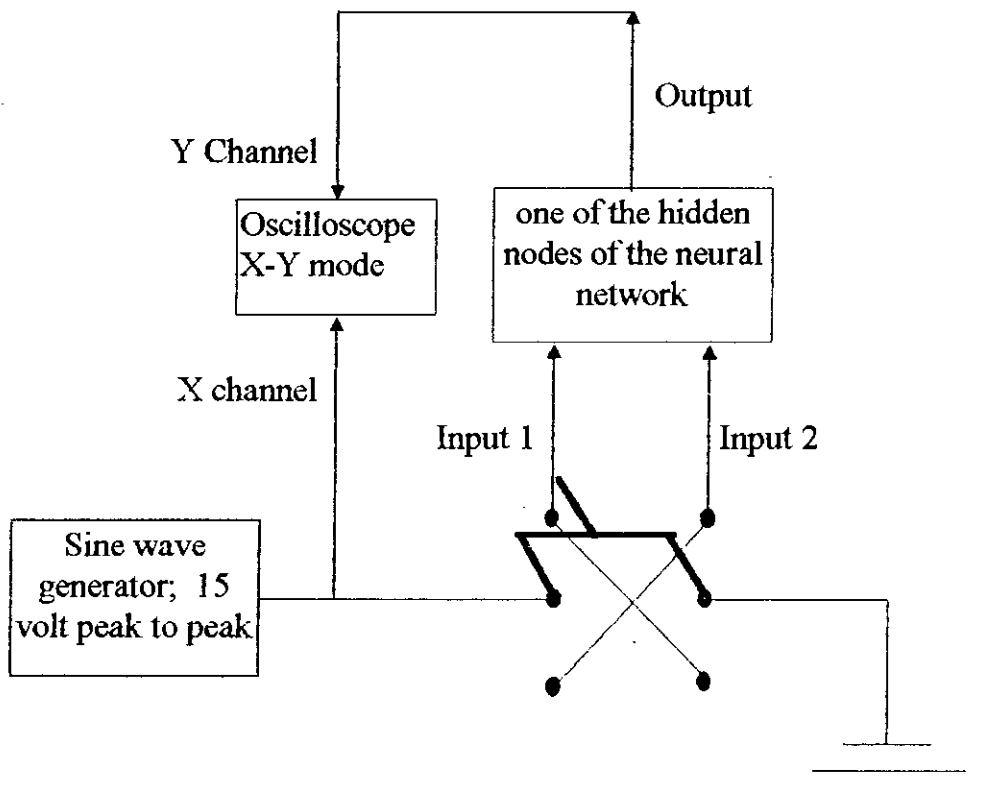 Output
Y Channel
Oscilloscope
X-Y mode
one of the hidden
nodes of the neural
network
X channel
Input 1
Input 2
Sine wave
generator; 15
volt peak to peak